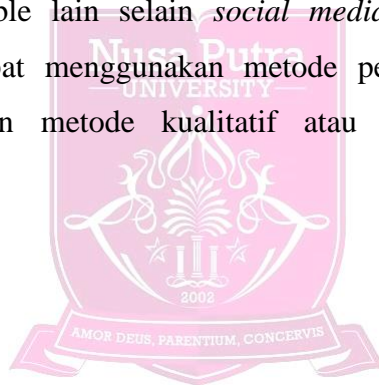 ble lain selain social media
Nusa Putra
bat menggunakan metode pe
UNIVERSITY
n metode kualitatif atau
2002
AMOR DEUS, PARENTIUM, CONCERVIS